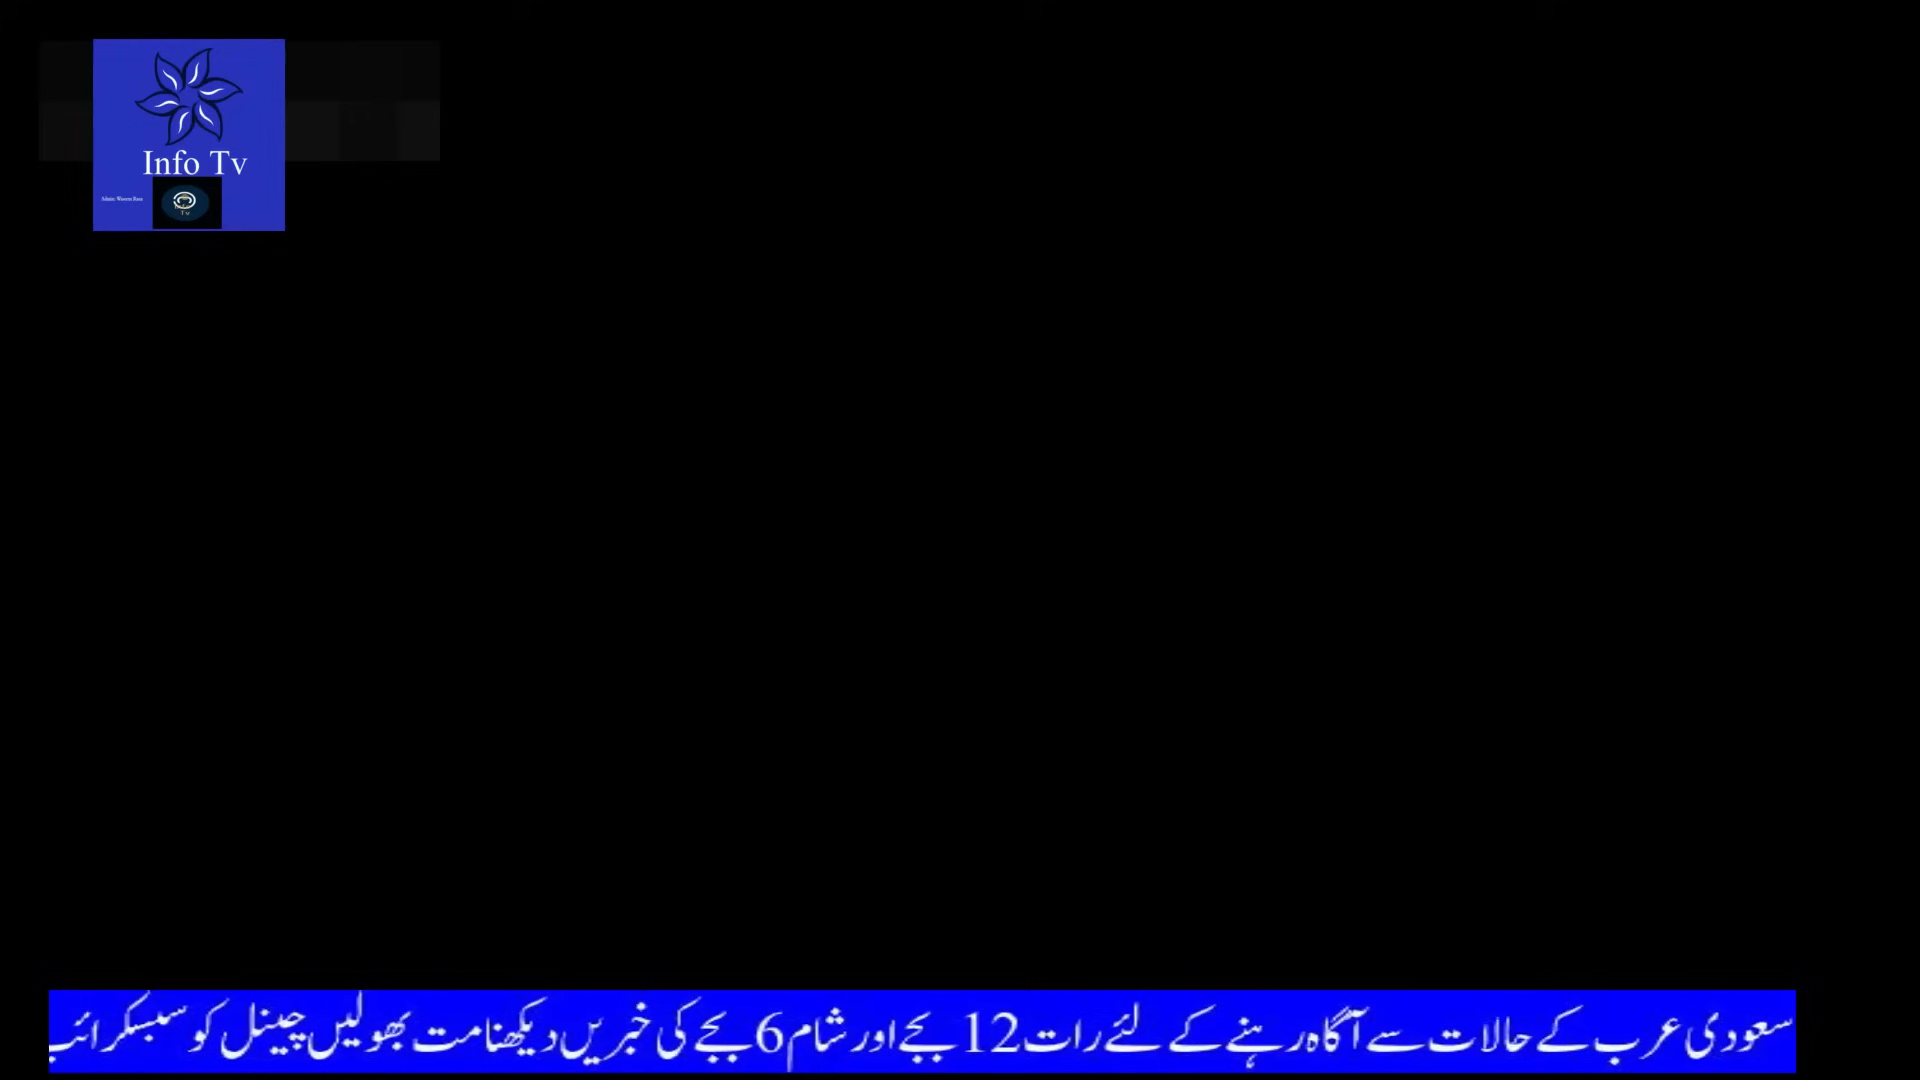 Info Tv
Tv
سعودی عرب کے حالات سے آگاہ رہنے کے لئے رات 12 بجے اور شام 6 بجے کی خبریں دیکھنا مت بھولیں چینل کو سبسکرائب